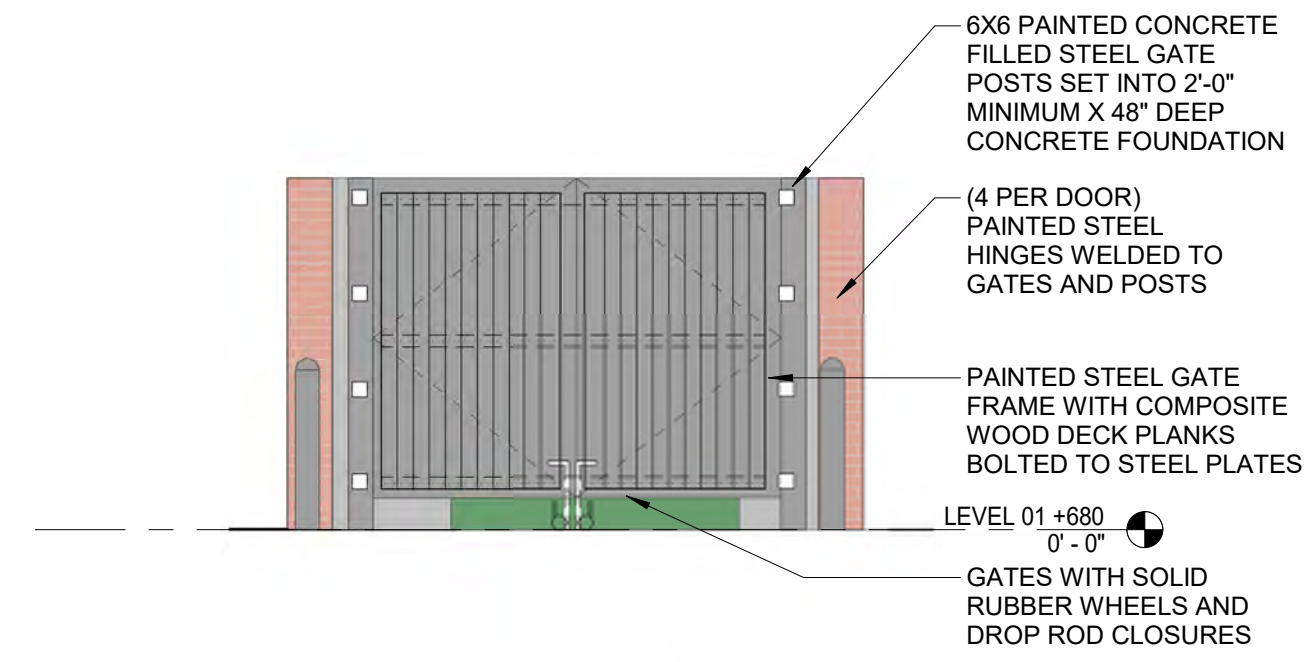 6X6 PAINTED CONCRETE
FILLED STEEL GATE
POSTS SET INTO 2'-0"
MINIMUM X 48" DEEP
CONCRETE FOUNDATION
(4 PER DOOR)
PAINTED STEEL
HINGES WELDED TO
GATES AND POSTS
PAINTED STEEL GATE
FRAME WITH COMPOSITE
WOOD DECK PLANKS
BOLTED TO STEEL PLATES
LEVEL 01 +680
0' - 0"
GATES WITH SOLID
RUBBER WHEELS AND
DROP ROD CLOSURES